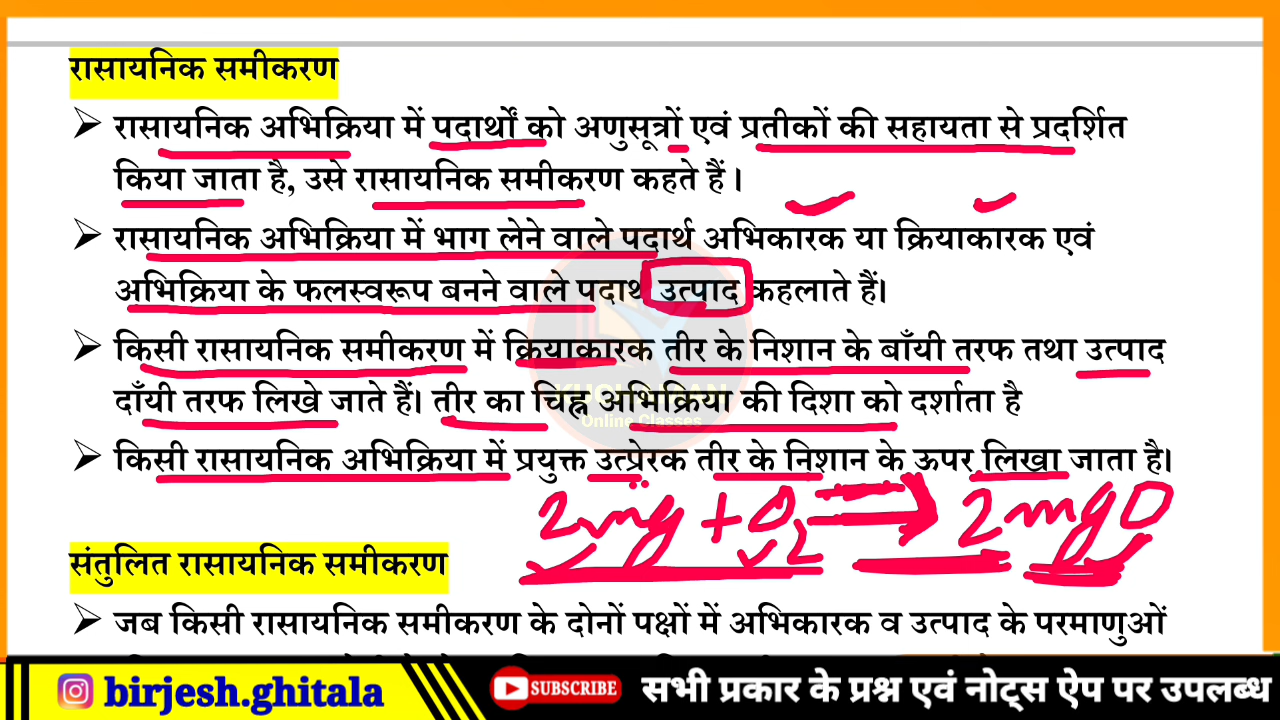 रासायनिक समीकरण
➢ रासायनिक अभिक्रिया में पदार्थों को अणुसूत्रों एवं प्रतीकों की सहायता से प्रदर्शित
किया जाता है, उसे रासायनिक समीकरण कहते हैं।
➢ रासायनिक अभिक्रिया में भाग लेने वाले पदार्थ अभिकारक या क्रियाकारक एवं
अभिक्रिया के फलस्वरूप बनने वाले पदार्थ उत्पाद कहलाते हैं।
➢ किसी रासायनिक समीकरण में क्रियाकारक तीर के निशान के बाँयी तरफ तथा उत्पाद
दाँयी तरफ लिखे जाते हैं। तीर का चिह्न अभिक्रिया की दिशा को दर्शाता है
Online Classes
➢ किसी रासायनिक अभिक्रिया में प्रयुक्त उत्प्रेरक तीर के निशान के ऊपर लिखा जाता है।
2mg + O2 → 2mgO
संतुलित रासायनिक समीकरण
➢ जब किसी रासायनिक समीकरण के दोनों पक्षों में अभिकारक व उत्पाद के परमाणुओं
birjesh.ghitala SUBSCRIBE सभी प्रकार के प्रश्न एवं नोट्स ऐप पर उपलब्ध